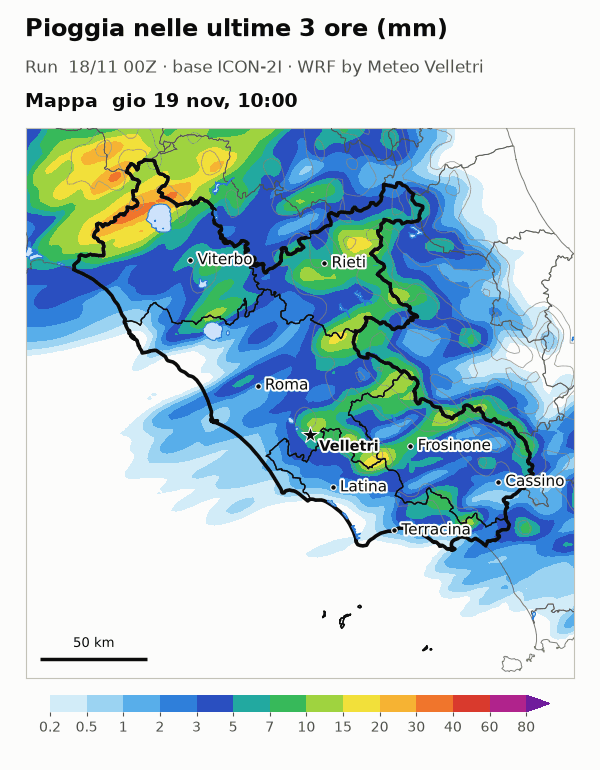 Pioggia nelle ultime 3 ore (mm)
Run 18/11 00Z · base ICON-2I · WRF by Meteo Velletri
Mappa gio 19 nov, 10:00
Viterbo
Rieti
Roma
Velletri
Frosinone
Cassino
Latina
Terracina
50 km
0.2 0.5 1 2 3 5 7 10 15 20 30 40 60 80